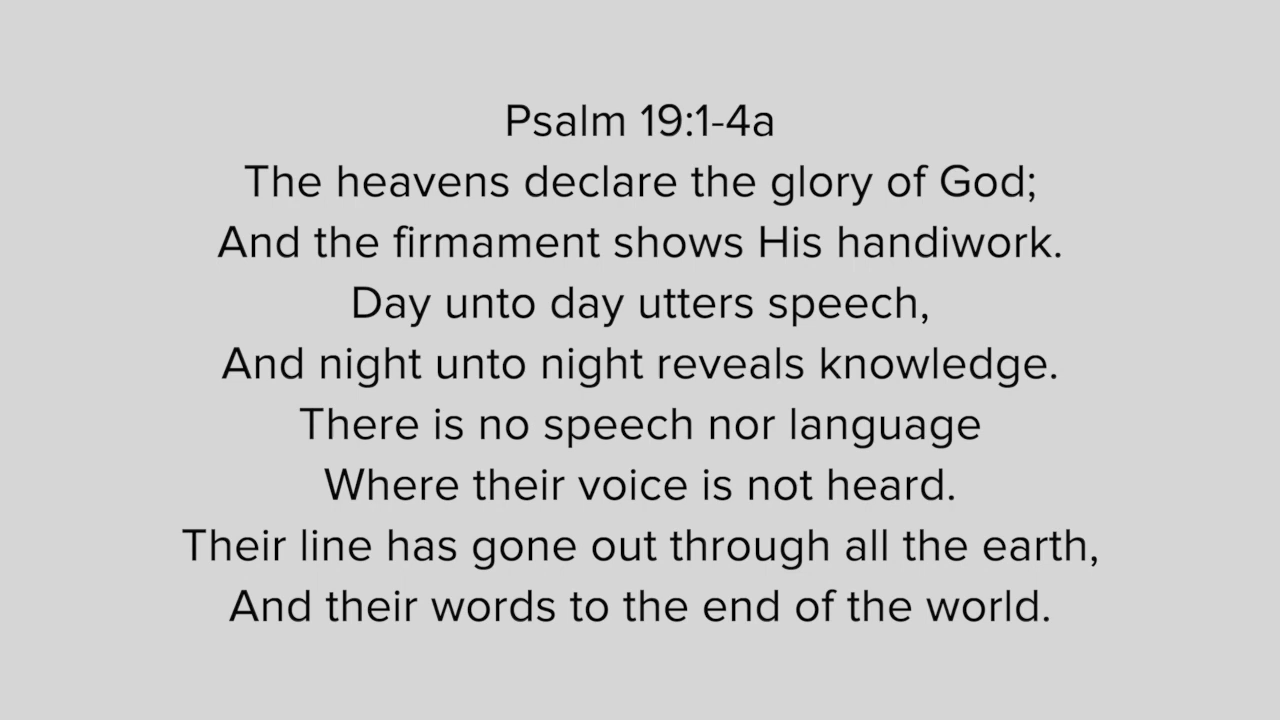 Psalm 19:1-4a
The heavens declare the glory of God;
And the firmament shows His handiwork.
Day unto day utters speech,
And night unto night reveals knowledge.
There is no speech nor language
Where their voice is not heard.
Their line has gone out through all the earth,
And their words to the end of the world.